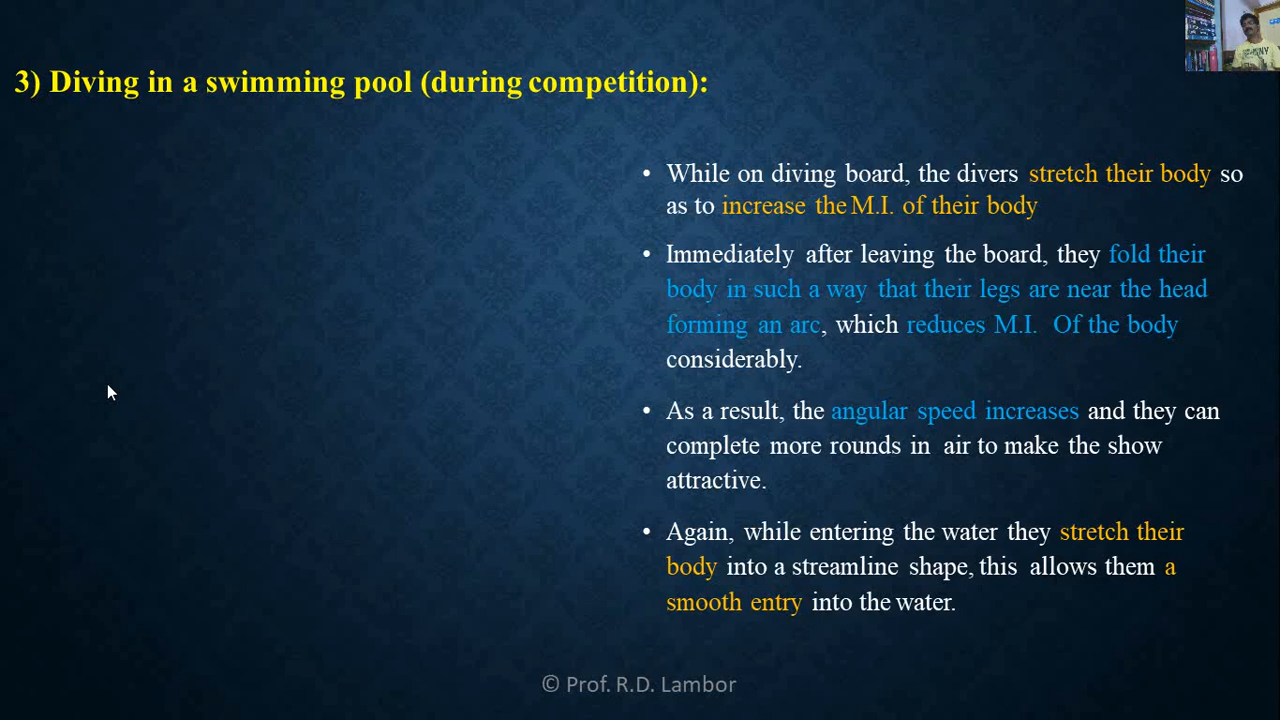 3) Diving in a swimming pool (during competition):
• While on diving board, the divers stretch their body so
as to increase the M.I. of their body
• Immediately after leaving the board, they fold their
body in such a way that their legs are near the head
forming an arc, which reduces M.I. Of the body
considerably.
• As a result, the angular speed increases and they can
complete more rounds in air to make the show
attractive.
• Again, while entering the water they stretch their
body into a streamline shape, this allows them a
smooth entry into the water.
© Prof. R.D. Lambor